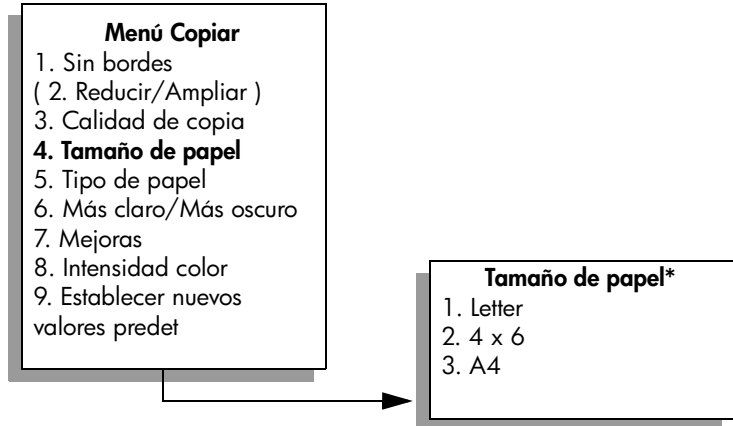 Menú Copiar
1. Sin bordes
( 2. Reducir/Ampliar )
3. Calidad de copia
4. Tamaño de papel
5. Tipo de papel
6. Más claro/Más oscuro
7. Mejoras
8. Intensidad color
9. Establecer nuevos
valores predet
Tamaño de papel*
1. Letter
2. 4 x 6
3. A4